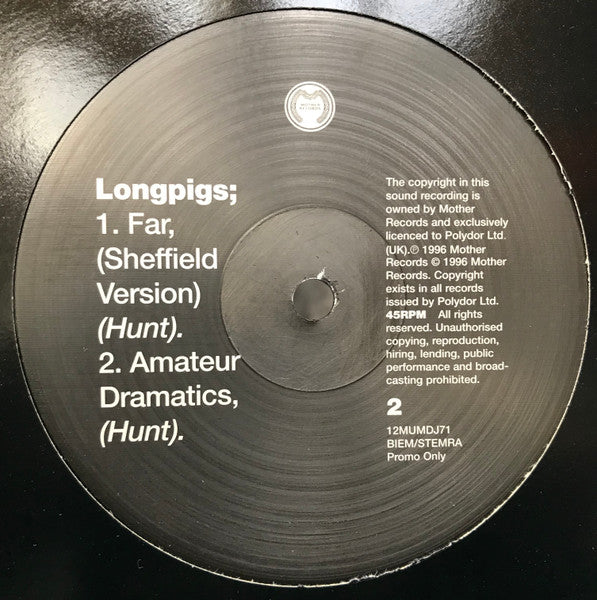 MOTHER
RECORDS
Longpigs;
1. Far,
(Sheffield
Version)
(Hunt).
2. Amateur
Dramatics,
(Hunt).
The copyright in this
sound recording is
owned by Mother
Records and exclusively
licenced to Polydor Ltd.
(UK).℗ 1996 Mother
Records © 1996 Mother
Records. Copyright
exists in all records
issued by Polydor Ltd.
45RPM All rights
reserved. Unauthorised
copying, reproduction,
hiring, lending, public
performance and broad-
casting prohibited.
2
12MUMDJ71
BIEM/STEMRA
Promo Only